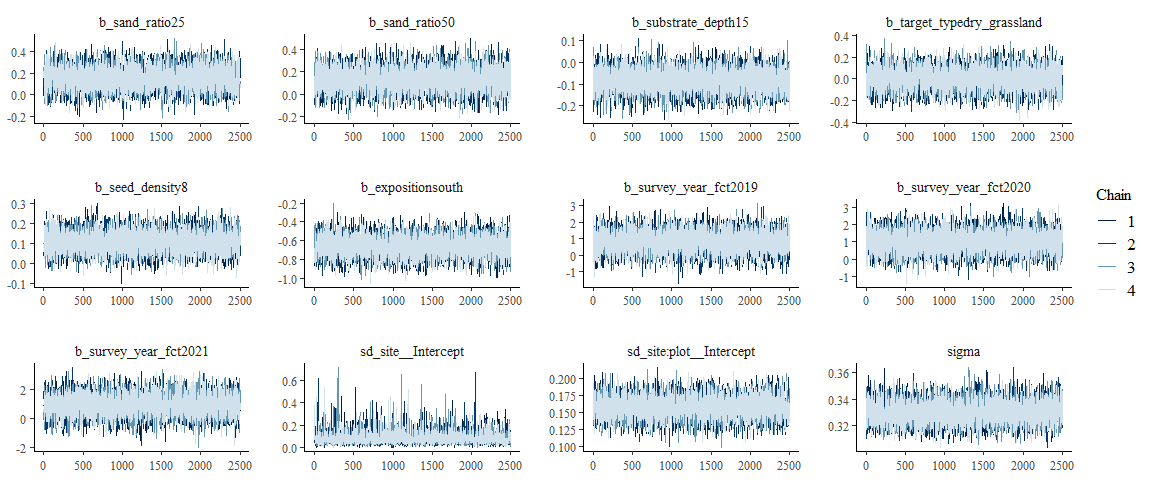 b_sand_ratio25 b_sand_ratio50 b_substrate_depth15 b_target_typedry_grassland
0.4 0.2 0.0 -0.2
0.4 0.2 0.0 -0.2
0.1 0.0 -0.1 -0.2
0.4 0.2 0.0 -0.2 -0.4
0 500 1000 1500 2000 2500 0 500 1000 1500 2000 2500 0 500 1000 1500 2000 2500 0 500 1000 1500 2000 2500
b_seed_density8 b_expositionsouth b_survey_year_fct2019 b_survey_year_fct2020
0.3 0.2 0.1 0.0 -0.1
-0.2 -0.4 -0.6 -0.8 -1.0
3 2 1 0 -1
3 2 1 0 -1
0 500 1000 1500 2000 2500 0 500 1000 1500 2000 2500 0 500 1000 1500 2000 2500 0 500 1000 1500 2000 2500
b_survey_year_fct2021 sd_site__Intercept sd_site:plot__Intercept sigma
2 0 -2
0.6 0.4 0.2 0.0
0.200 0.175 0.150 0.125 0.100
0.36 0.34 0.32
0 500 1000 1500 2000 2500 0 500 1000 1500 2000 2500 0 500 1000 1500 2000 2500 0 500 1000 1500 2000 2500
Chain
1
2
3
4